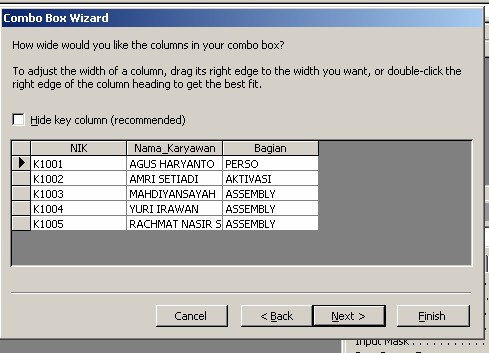 Combo Box Wizard
How wide would you like the columns in your combo box?
To adjust the width of a column, drag its right edge to the width you want, or double-click the
right edge of the column heading to get the best fit.
Hide key column (recommended)
NIK Nama_Karyawan Bagian
K1001 AGUS HARYANTO PERSO
K1002 AMRI SETIADI AKTIVASI
K1003 MAHDIYANSAYAH ASSEMBLY
K1004 YURI IRAWAN ASSEMBLY
K1005 RACHMAT NASIR S ASSEMBLY
Cancel < Back Next > Finish
Input Mask . . . . . . . . . .